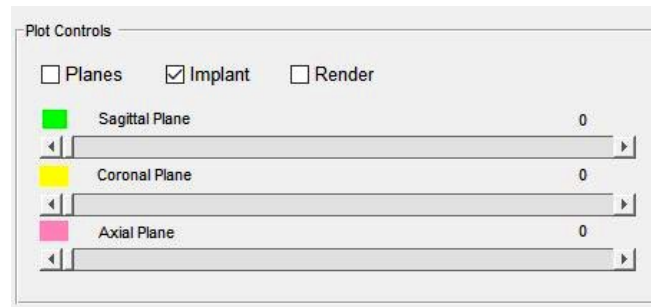 Plot Controls
Planes Implant Render
Sagittal Plane 0
Coronal Plane 0
Axial Plane 0